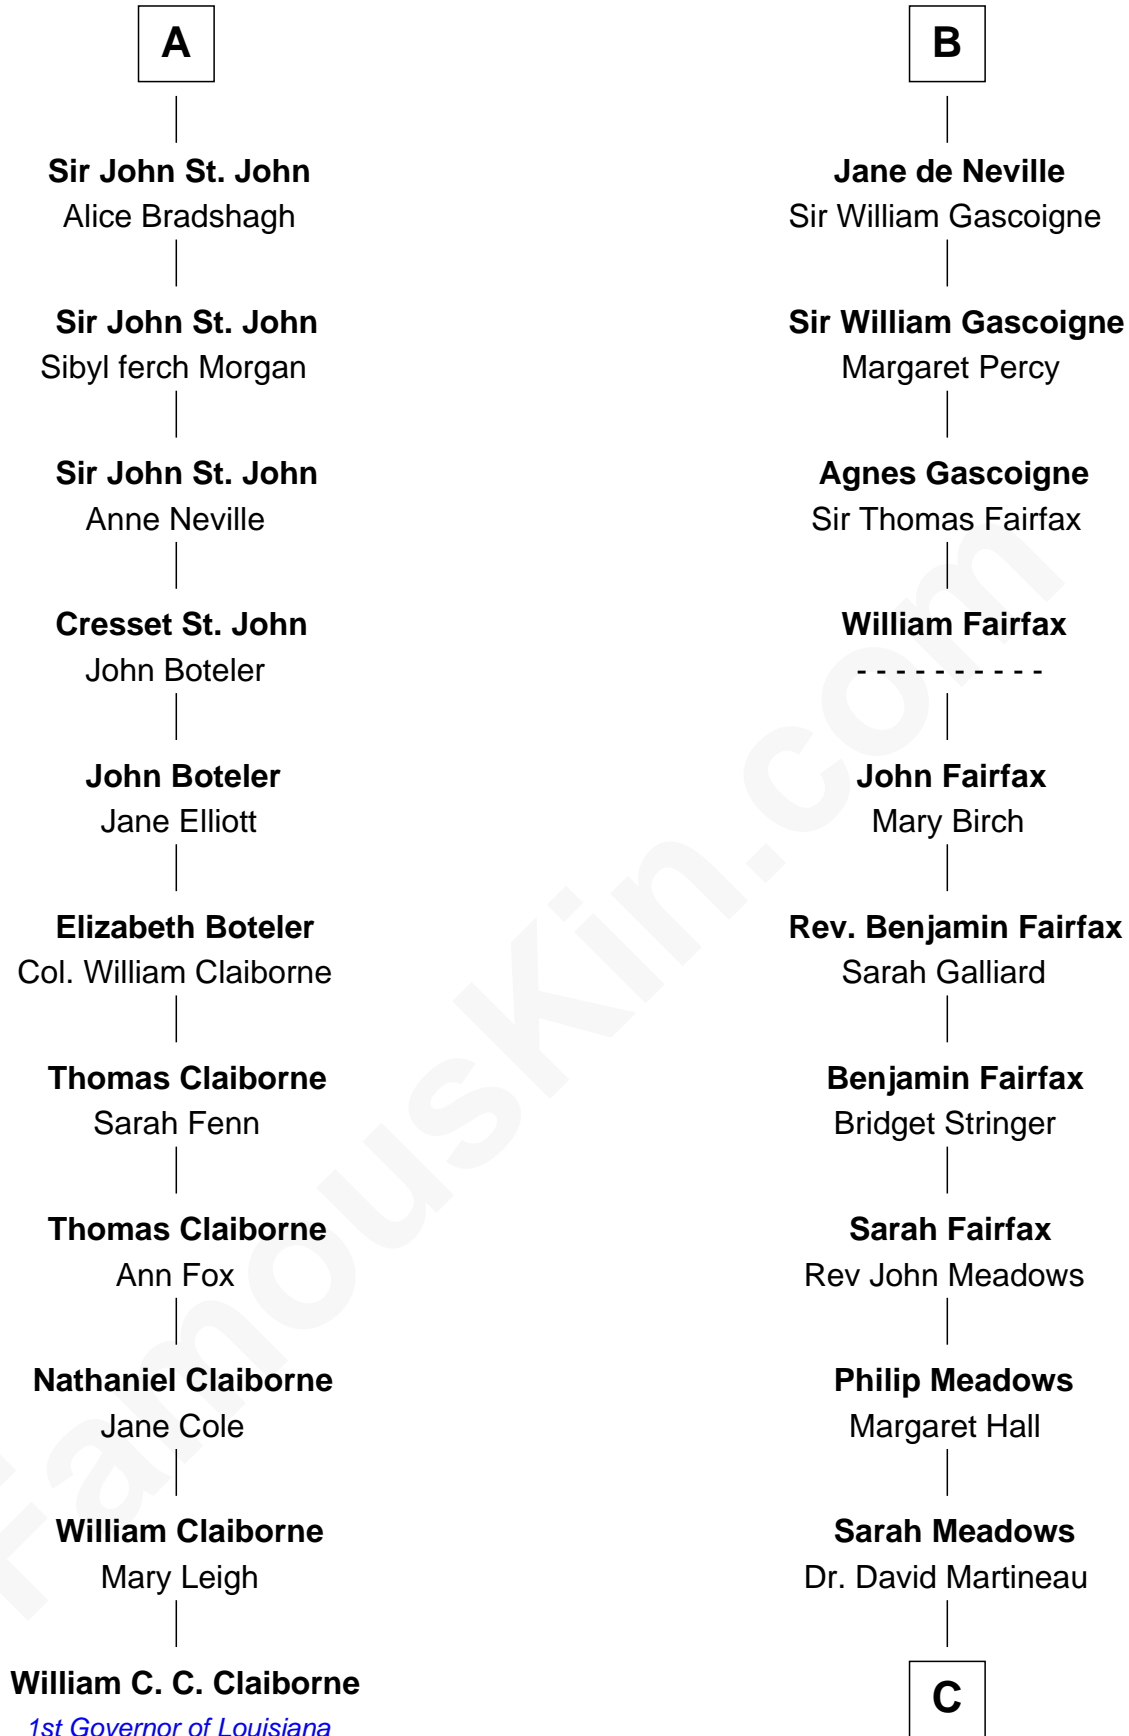 A
Sir John St. John
Alice Bradshagh
Sir John St. John
Sibyl ferch Morgan
Sir John St. John
Anne Neville
Cresset St. John
John Boteler
John Boteler
Jane Elliott
Elizabeth Boteler
Col. William Claiborne
Thomas Claiborne
Sarah Fenn
Thomas Claiborne
Ann Fox
Nathaniel Claiborne
Jane Cole
William Claiborne
Mary Leigh
William C. C. Claiborne
1st Governor of Louisiana
B
Jane de Neville
Sir William Gascoigne
Sir William Gascoigne
Margaret Percy
Agnes Gascoigne
Sir Thomas Fairfax
William Fairfax
- - - - - - - - - -
John Fairfax
Mary Birch
Rev. Benjamin Fairfax
Sarah Galliard
Benjamin Fairfax
Bridget Stringer
Sarah Fairfax
Rev John Meadows
Philip Meadows
Margaret Hall
Sarah Meadows
Dr. David Martineau
C
FamousKin.com